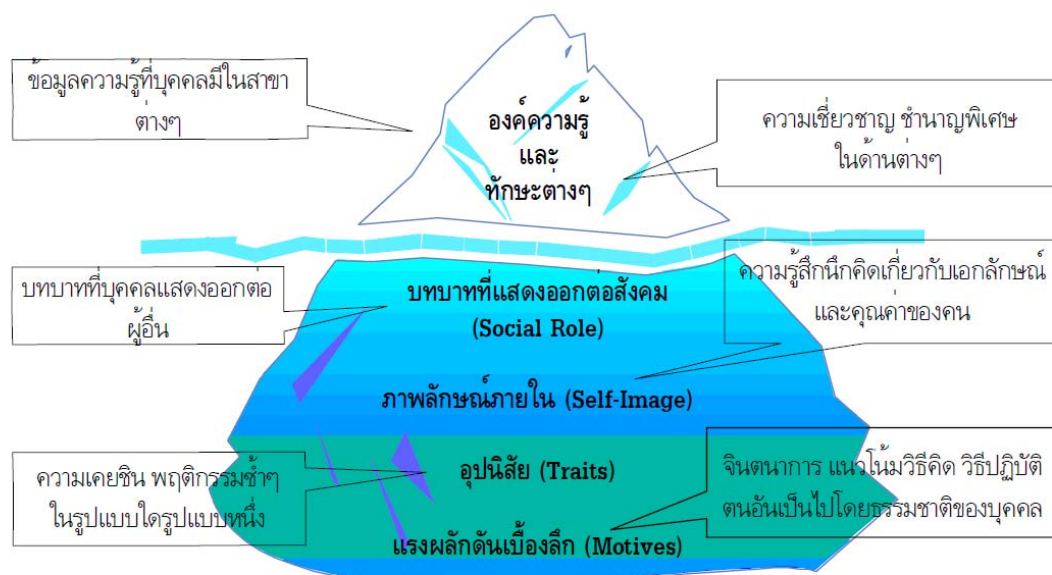 ข้อมูลความรู้ที่บุคคลมีในสาขา
ต่างๆ
องค์ความรู้
และ
ทักษะต่างๆ
ความเชี่ยวชาญ ชำนาญพิเศษ
ในด้านต่างๆ
บทบาทที่บุคคลแสดงออกต่อ
ผู้อื่น
บทบาทที่แสดงออกต่อสังคม
(Social Role)
ความรู้สึกนึกคิดเกี่ยวกับเอกลักษณ์
และคุณค่าของคน
ภาพลักษณ์ภายใน (Self-Image)
ความเคยชิน พฤติกรรมซ้ำๆ
ในรูปแบบใดรูปแบบหนึ่ง
อุปนิสัย (Traits)
จินตนาการ แนวโน้มวิธีคิด วิธีปฏิบัติ
ตนอันเป็นไปโดยธรรมชาติของบุคคล
แรงผลักดันเบื้องลึก (Motives)